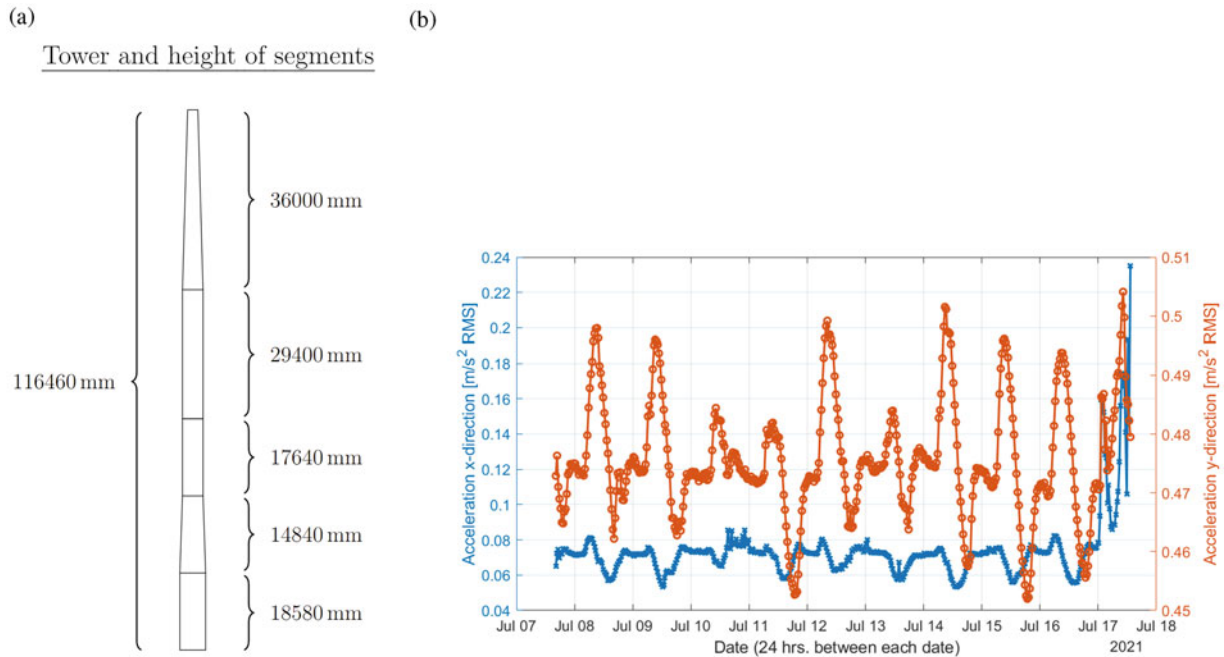 (a)
Tower and height of segments
36000 mm
29400 mm
116460 mm
17640 mm
14840 mm
18580 mm
(b)
Acceleration x-direction [m/s² RMS]
0.24
0.22
0.2
0.18
0.16
0.14
0.12
0.1
0.08
0.06
0.04
0.51
0.5
0.49
0.48
0.47
0.46
0.45
Acceleration y-direction [m/s² RMS]
Jul 07 Jul 08 Jul 09 Jul 10 Jul 11 Jul 12 Jul 13 Jul 14 Jul 15 Jul 16 Jul 17 Jul 18
Date (24 hrs. between each date)
2021